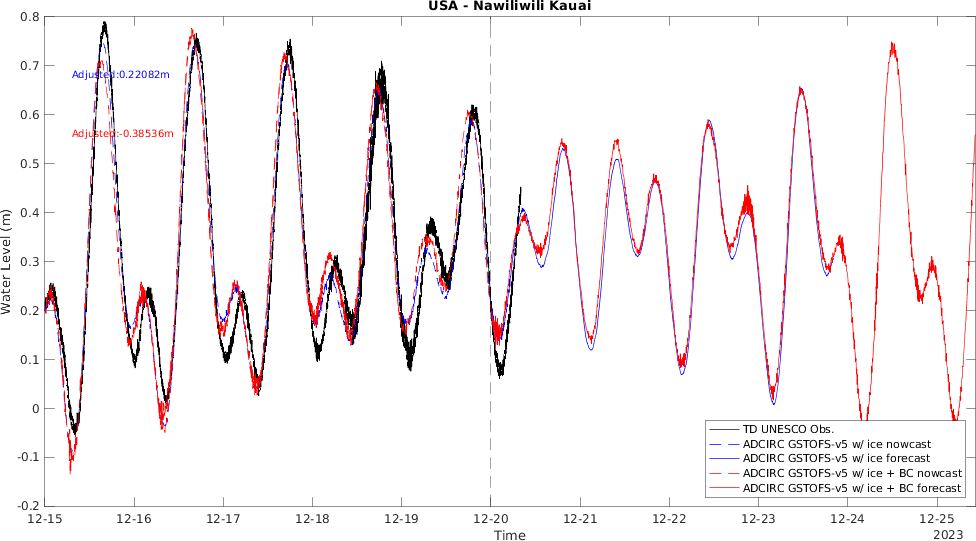 USA - Nawiliwili Kauai
0.8
0.7
0.6
0.5
0.4
0.3
0.2
0.1
0
-0.1
-0.2
Water Level (m)
Adjusted:0.22082m
Adjusted:-0.38536m
TD UNESCO Obs.
ADCIRC GSTOFS-v5 w/ ice nowcast
ADCIRC GSTOFS-v5 w/ ice forecast
ADCIRC GSTOFS-v5 w/ ice + BC nowcast
ADCIRC GSTOFS-v5 w/ ice + BC forecast
12-15 12-16 12-17 12-18 12-19 12-20 12-21 12-22 12-23 12-24 12-25
Time
2023